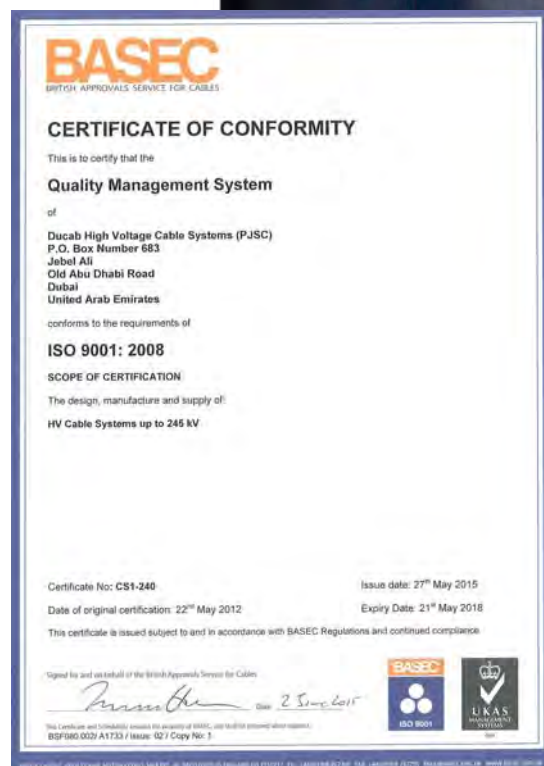 BASEC
BRITISH APPROVALS SERVICE FOR CABLES
CERTIFICATE OF CONFORMITY
This is to certify that the
Quality Management System
of
Ducab High Voltage Cable Systems (PJSC)
P.O. Box Number 683
Jebel Ali
Old Abu Dhabi Road
Dubai
United Arab Emirates
conforms to the requirements of
ISO 9001: 2008
SCOPE OF CERTIFICATION
The design, manufacture and supply of:
HV Cable Systems up to 245 kV
Certificate No: CS1-240
Issue date: 27th May 2015
Date of original certification: 22nd May 2012
Expiry Date: 21st May 2018
This certificate is issued subject to and in accordance with BASEC Regulations and continued compliance
Signed for and on behalf of the British Approvals Service for Cables
Date 2 June 2015
BSF080.002/ A1733 / Issue: 02 / Copy No: 1
BASEC
ISO 9001
UKAS
MANAGEMENT
SYSTEMS